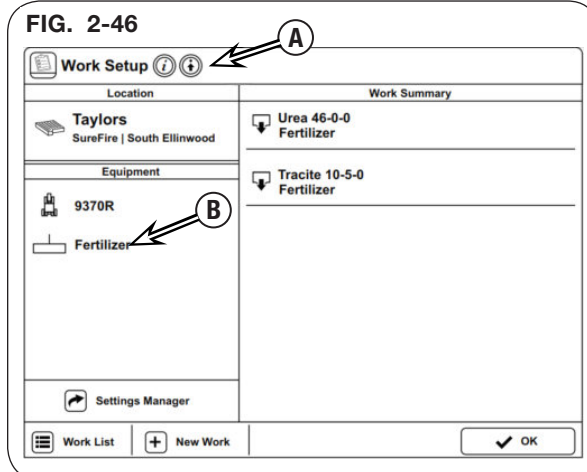 FIG. 2-46
A
Work Setup
Location
Work Summary
Taylors
SureFire | South Ellinwood
Urea 46-0-0
Fertilizer
Tracite 10-5-0
Fertilizer
Equipment
9370R
B
Fertilizer
Settings Manager
Work List
New Work
OK